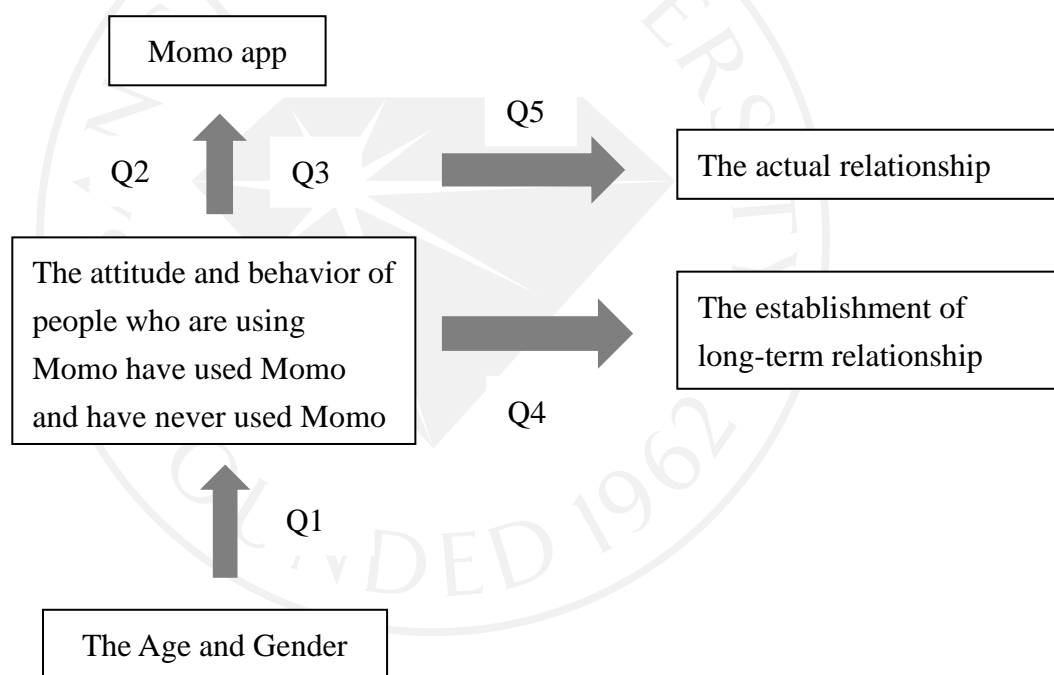 Momo app
Q5
Q2
Q3
The actual relationship
The attitude and behavior of
people who are using
Momo have used Momo
and have never used Momo
The establishment of
long-term relationship
Q4
Q1
The Age and Gender
DED 1962